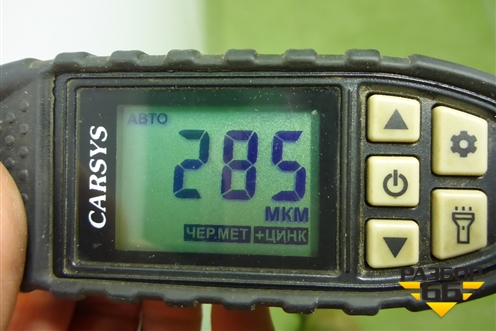 CARSYS
АВТО
285
МКМ
ЧЕР.МЕТ +ЦИНК
РАЗБОР
66